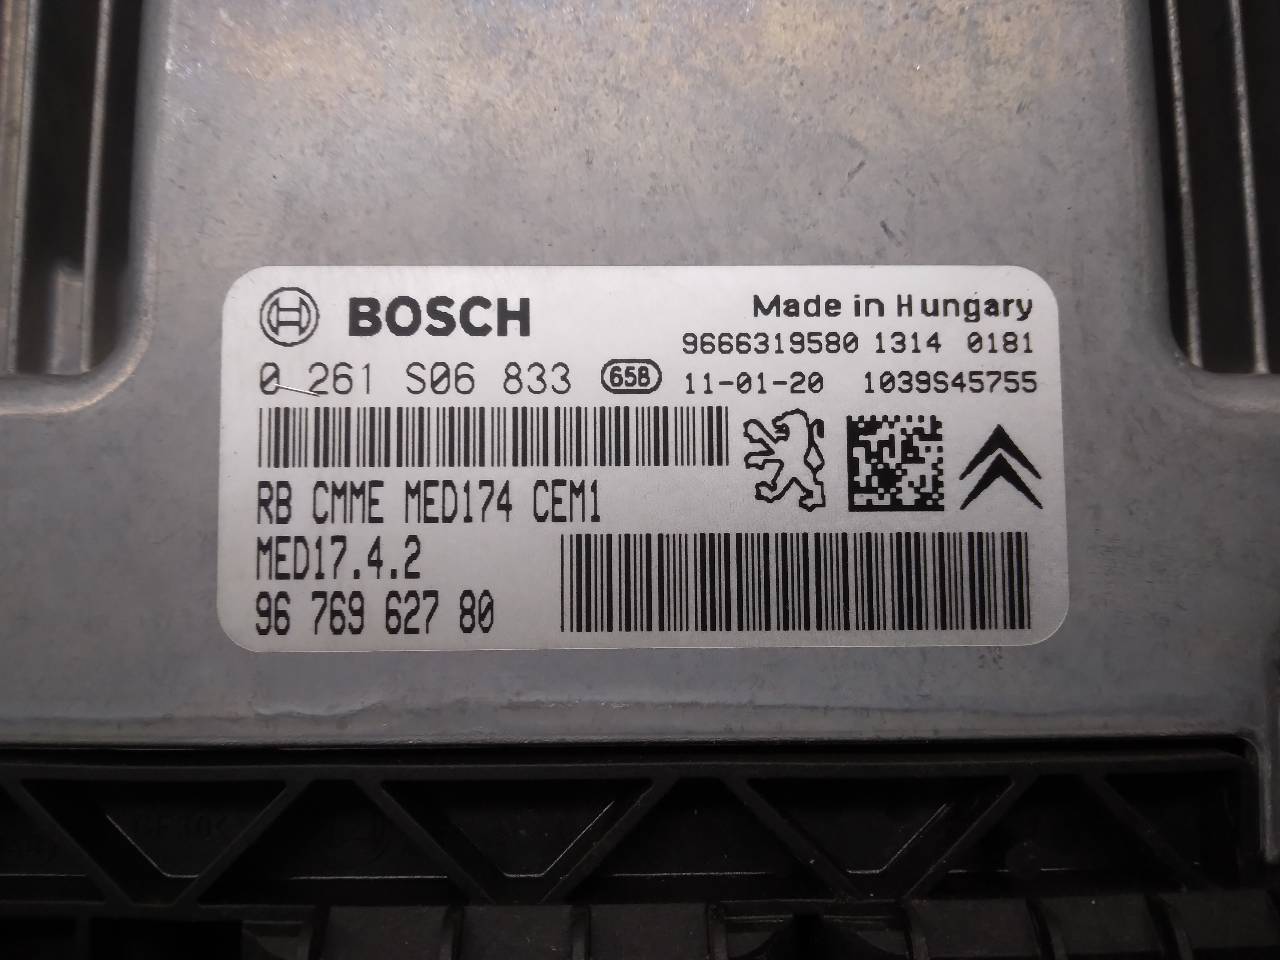 BOSCH
Made in Hungary
9666319580 1314 0181
0 261 S06 833 658 11-01-20 1039S45755
RB CMME MED174 CEM1
MED17.4.2
96 769 627 80